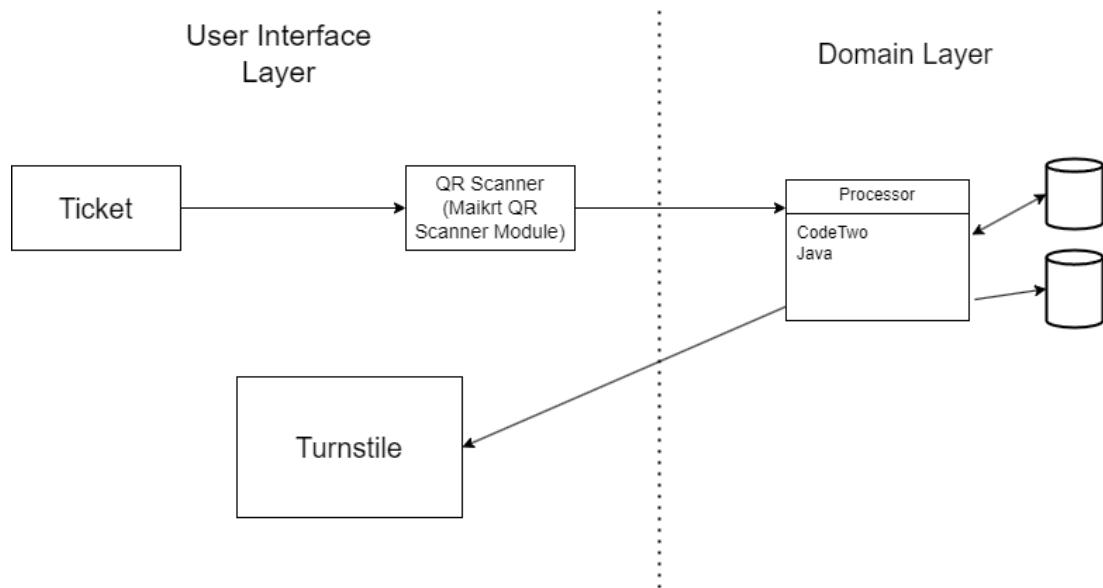 User Interface
Layer
Domain Layer
Ticket
QR Scanner
(Maikrt QR
Scanner Module)
Processor
CodeTwo
Java
Turnstile